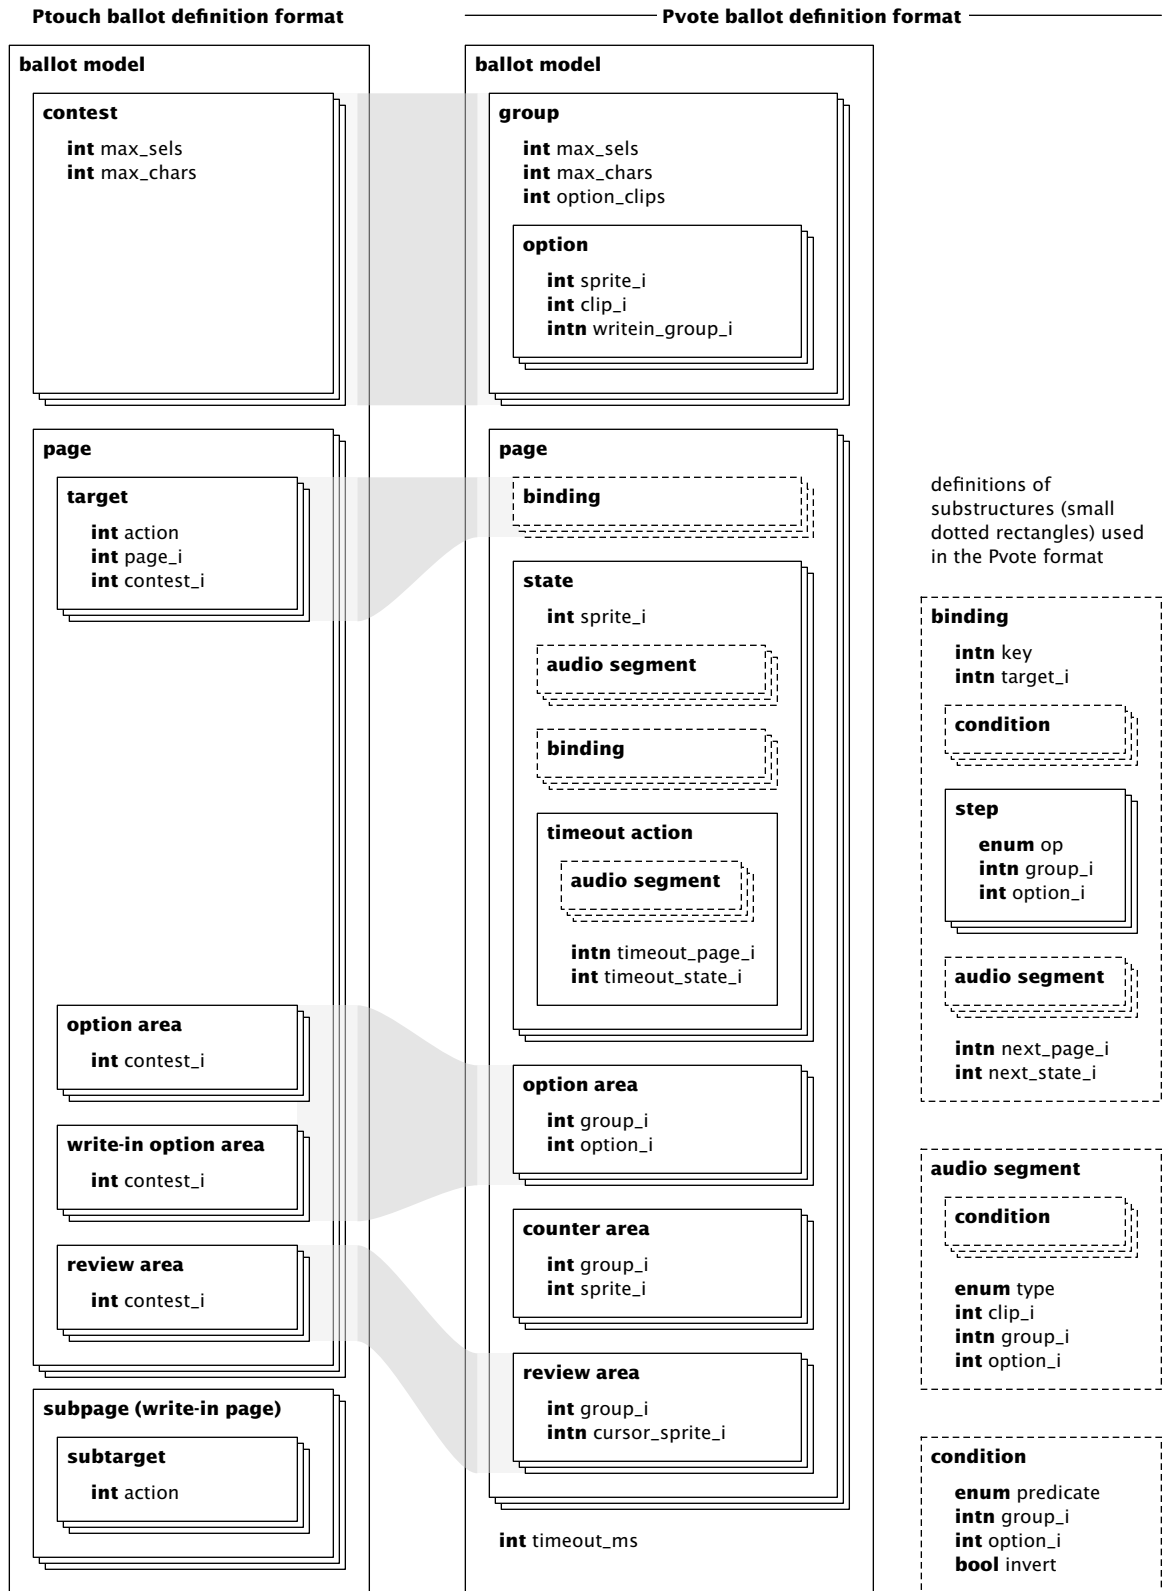 Ptouch ballot definition format
Pvote ballot definition format
ballot model
contest
int max_sels
int max_chars
page
target
int action
int page_i
int contest_i
option area
int contest_i
write-in option area
int contest_i
review area
int contest_i
subpage (write-in page)
subtarget
int action
ballot model
group
int max_sels
int max_chars
int option_clips
option
int sprite_i
int clip_i
intn writein_group_i
page
binding
state
int sprite_i
audio segment
binding
timeout action
audio segment
intn timeout_page_i
int timeout_state_i
option area
int group_i
int option_i
counter area
int group_i
int sprite_i
review area
int group_i
intn cursor_sprite_i
int timeout_ms
definitions of
substructures (small
dotted rectangles) used
in the Pvote format
binding
intn key
intn target_i
condition
step
enum op
intn group_i
int option_i
audio segment
intn next_page_i
int next_state_i
audio segment
condition
enum type
int clip_i
intn group_i
int option_i
condition
enum predicate
intn group_i
int option_i
bool invert